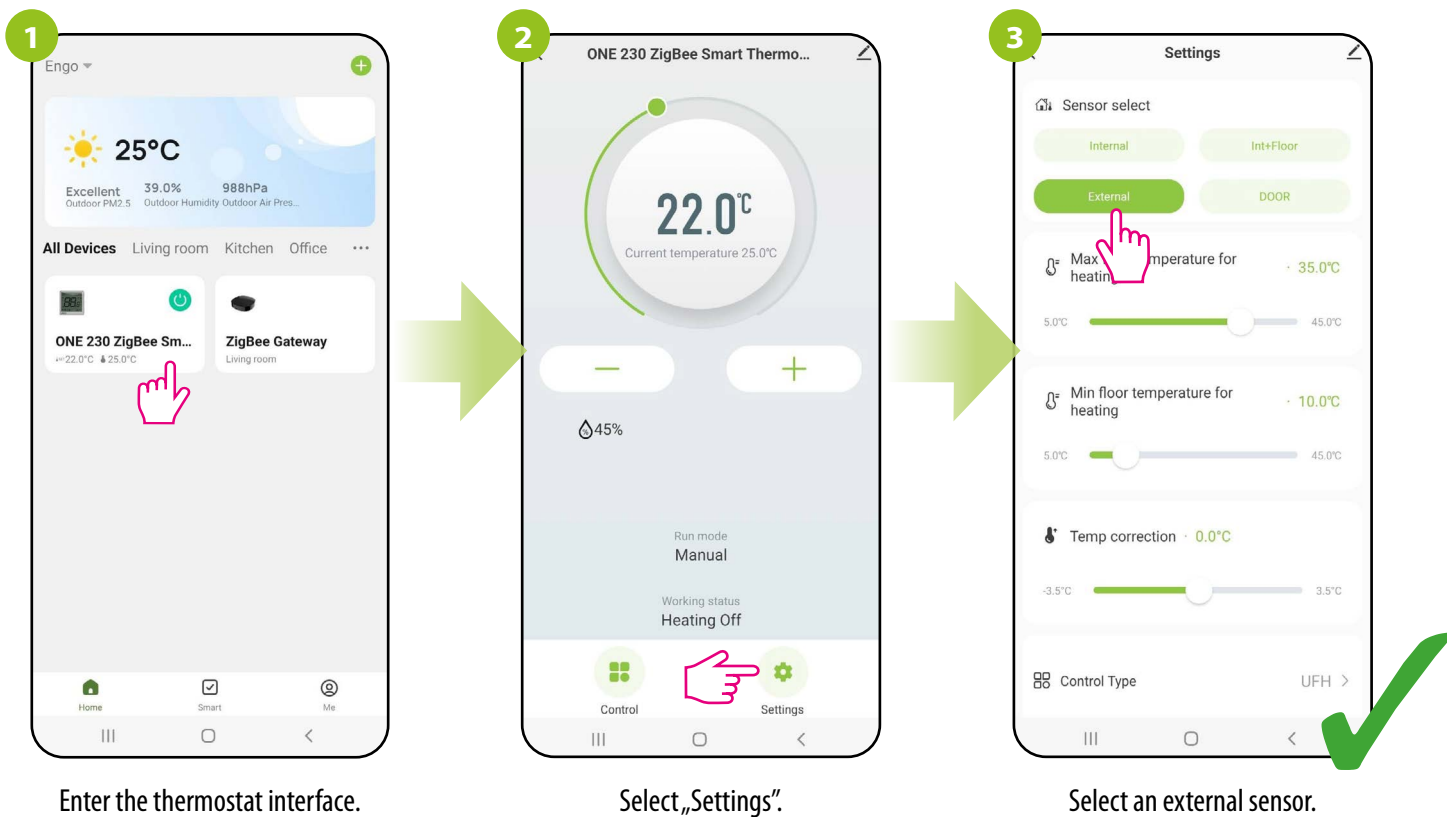 1
Engo
25°C
Excellent 39.0% 988hPa
Outdoor PM2.5 Outdoor Humidity Outdoor Air Pres...
All Devices Living room Kitchen Office ...
ONE 230 ZigBee Sm...
22.0°C 25.0°C
ZigBee Gateway
Living room
Home Smart Me
Enter the thermostat interface.
2
ONE 230 ZigBee Smart Thermo...
22.0°C
Current temperature 25.0°C
45%
Run mode
Manual
Working status
Heating Off
Control Settings
Select „Settings”.
3
Settings
Sensor select
Internal Int+Floor
External DOOR
Max temperature for
heating
· 35.0°C
5.0°C 45.0°C
Min floor temperature for
heating
· 10.0°C
5.0°C 45.0°C
Temp correction · 0.0°C
-3.5°C 3.5°C
Control Type UFH >
Select an external sensor.